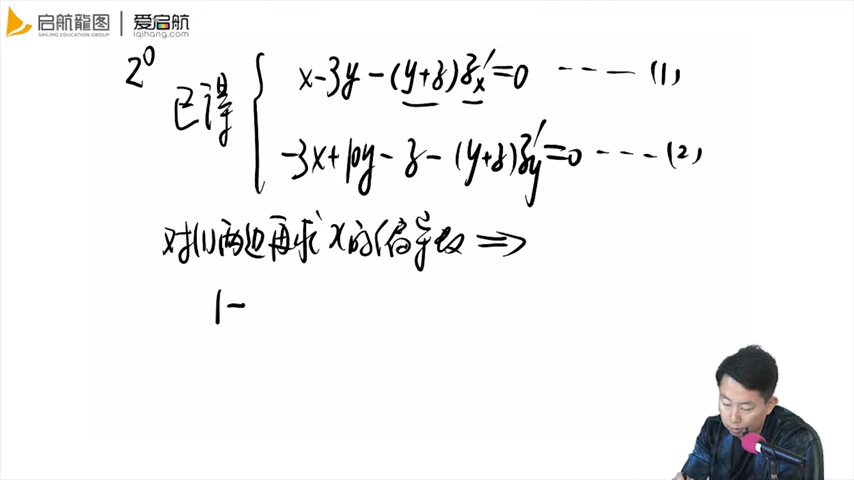 启航龍图 | 爱启航
SAILING EDUCATION GROUP iqihang.com
2⁰
已得 { x-3y-(y+z)z'ₓ=0 ----- (1)
-3x+10y-z-(y+z)z'ᵧ=0 ---- (2)
对(1)两边再求x的偏导数 ⇒
1-